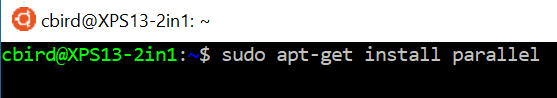 cbird@XPS13-2in1: ~
cbird@XPS13-2in1:~$ sudo apt-get install parallel